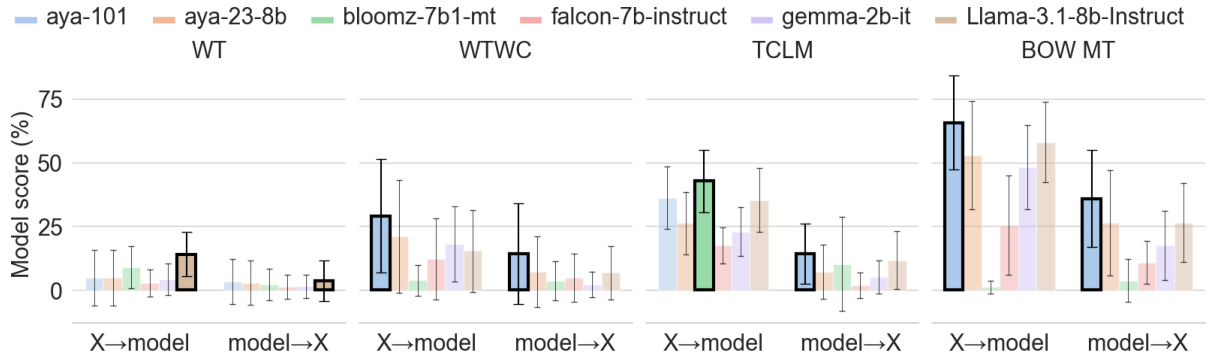 aya-101 aya-23-8b bloomz-7b1-mt falcon-7b-instruct gemma-2b-it Llama-3.1-8b-Instruct
WT WTWC TCLM BOW MT
Model score (%)
75
50
25
0
X→model model→X X→model model→X X→model model→X X→model model→X